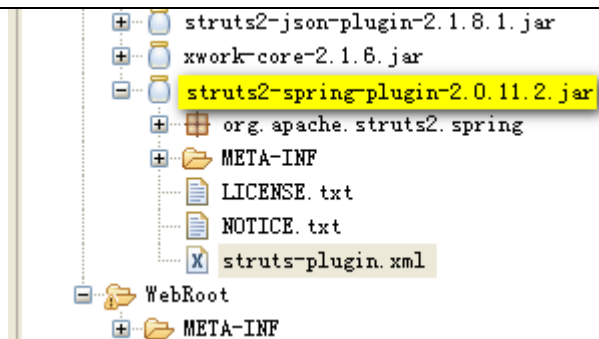 struts2-json-plugin-2.1.8.1.jar
xwork-core-2.1.6.jar
struts2-spring-plugin-2.0.11.2.jar
org.apache.struts2.spring
META-INF
LICENSE.txt
NOTICE.txt
struts-plugin.xml
WebRoot
META-INF